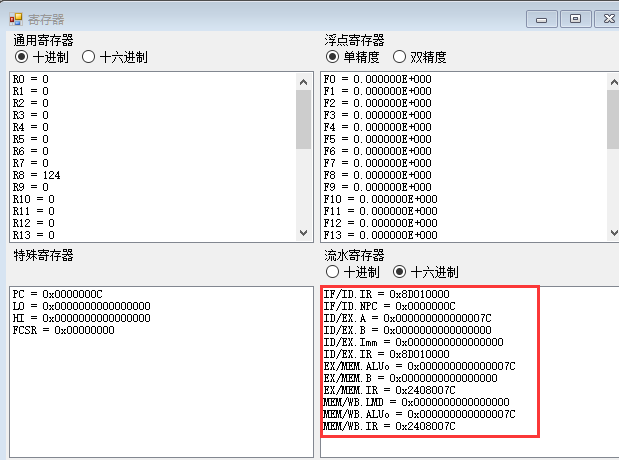 寄存器
通用寄存器
十进制 十六进制
R0 = 0
R1 = 0
R2 = 0
R3 = 0
R4 = 0
R5 = 0
R6 = 0
R7 = 0
R8 = 124
R9 = 0
R10 = 0
R11 = 0
R12 = 0
R13 = 0
浮点寄存器
单精度 双精度
F0 = 0.000000E+000
F1 = 0.000000E+000
F2 = 0.000000E+000
F3 = 0.000000E+000
F4 = 0.000000E+000
F5 = 0.000000E+000
F6 = 0.000000E+000
F7 = 0.000000E+000
F8 = 0.000000E+000
F9 = 0.000000E+000
F10 = 0.000000E+000
F11 = 0.000000E+000
F12 = 0.000000E+000
F13 = 0.000000E+000
特殊寄存器
PC = 0x0000000C
LO = 0x0000000000000000
HI = 0x0000000000000000
FCSR = 0x00000000
流水寄存器
十进制 十六进制
IF/ID.IR = 0x8D010000
IF/ID.NPC = 0x0000000C
ID/EX.A = 0x000000000000007C
ID/EX.B = 0x0000000000000000
ID/EX.Imm = 0x0000000000000000
ID/EX.IR = 0x8D010000
EX/MEM.ALUo = 0x000000000000007C
EX/MEM.B = 0x0000000000000000
EX/MEM.IR = 0x2408007C
MEM/WB.LMD = 0x0000000000000000
MEM/WB.ALUo = 0x000000000000007C
MEM/WB.IR = 0x2408007C